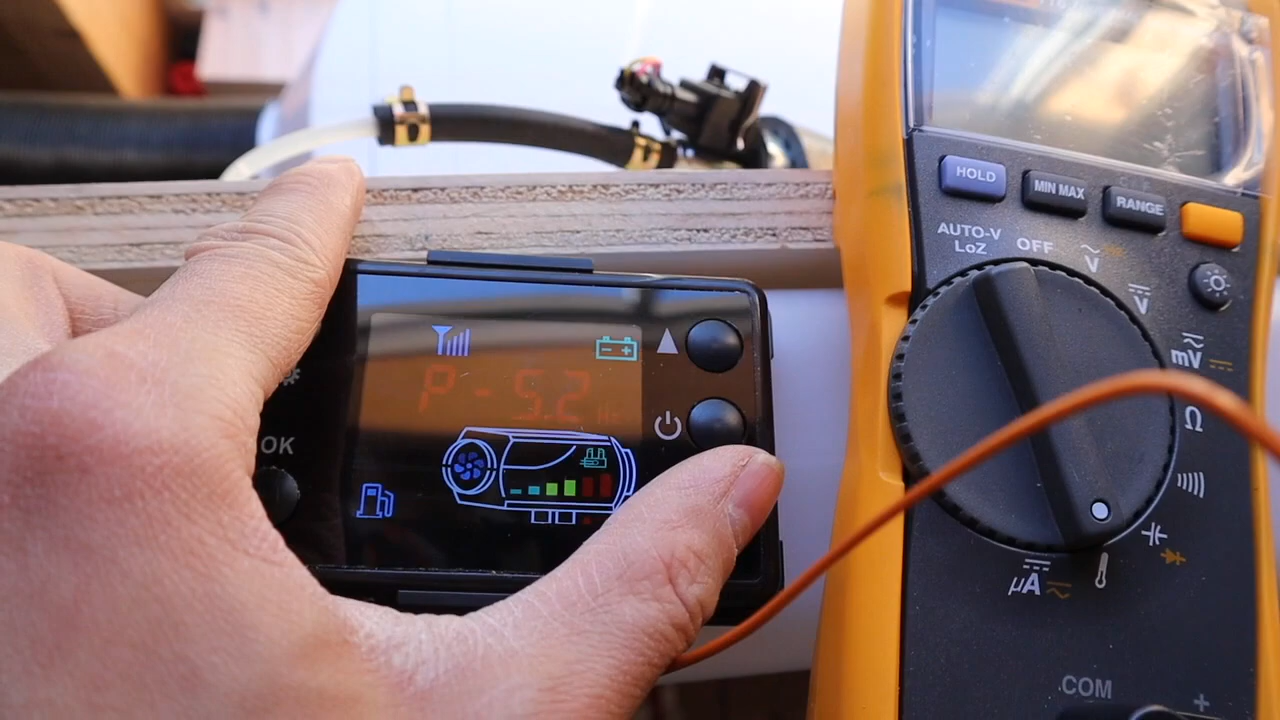 P-5.2
OK
HOLD
MIN MAX
RANGE
AUTO-V
LoZ
OFF
V
V
mV
Ω
μA
COM
+